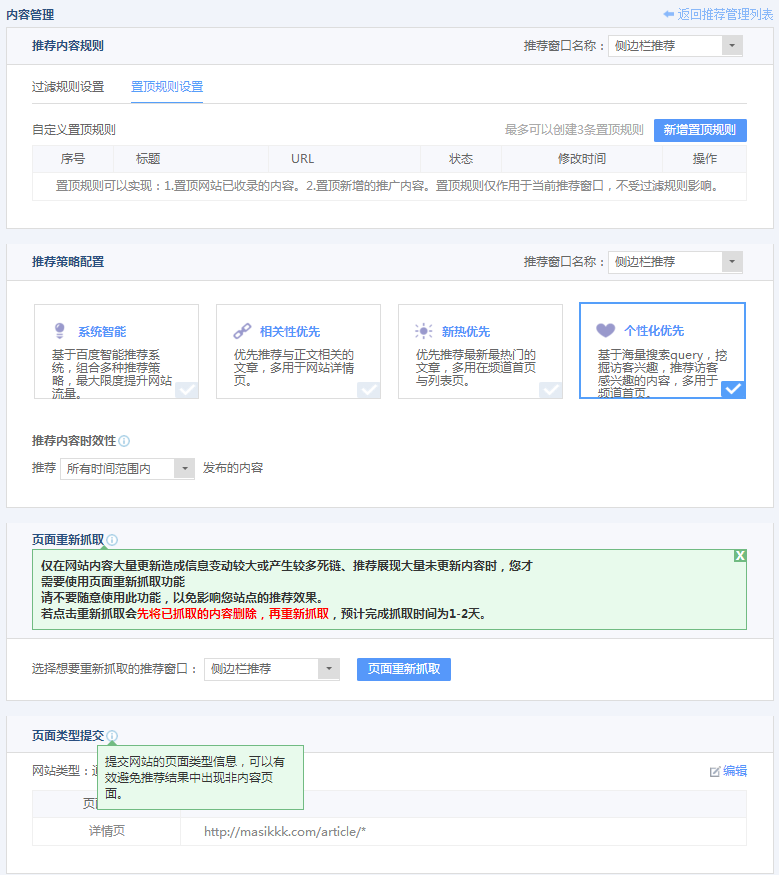 内容管理
返回推荐管理列表
推荐内容规则
推荐窗口名称：
侧边栏推荐
过滤规则设置
置顶规则设置
自定义置顶规则
最多可以创建3条置顶规则
新增置顶规则
序号 标题 URL 状态 修改时间 操作
置顶规则可以实现：1.置顶网站已收录的内容。2.置顶新增的推广内容。置顶规则仅作用于当前推荐窗口，不受过滤规则影响。
推荐策略配置
推荐窗口名称：
侧边栏推荐
系统智能
基于百度智能推荐系
统，组合多种推荐策
略，最大限度提升网站
流量。
相关性优先
优先推荐与正文相关的
文章，多用于网站详情
页。
新热优先
优先推荐最新最热门的
文章，多用在频道首页
与列表页。
个性化优先
基于海量搜索query，挖
掘访客兴趣，推荐访客
感兴趣的内容，多用于
频道首页。
推荐内容时效性
推荐 所有时间范围内 发布的内容
页面重新抓取
X
仅在网站内容大量更新造成信息变动较大或产生较多死链、推荐展现大量未更新内容时，您才
需要使用页面重新抓取功能
请不要随意使用此功能，以免影响您站点的推荐效果。
若点击重新抓取会先将已抓取的内容删除，再重新抓取，预计完成抓取时间为1-2天。
选择想要重新抓取的推荐窗口：
侧边栏推荐
页面重新抓取
页面类型提交
提交网站的页面类型信息，可以有
效避免推荐结果中出现非内容页
面。
网站类型：
编辑
页
详情页 http://masikkk.com/article/*